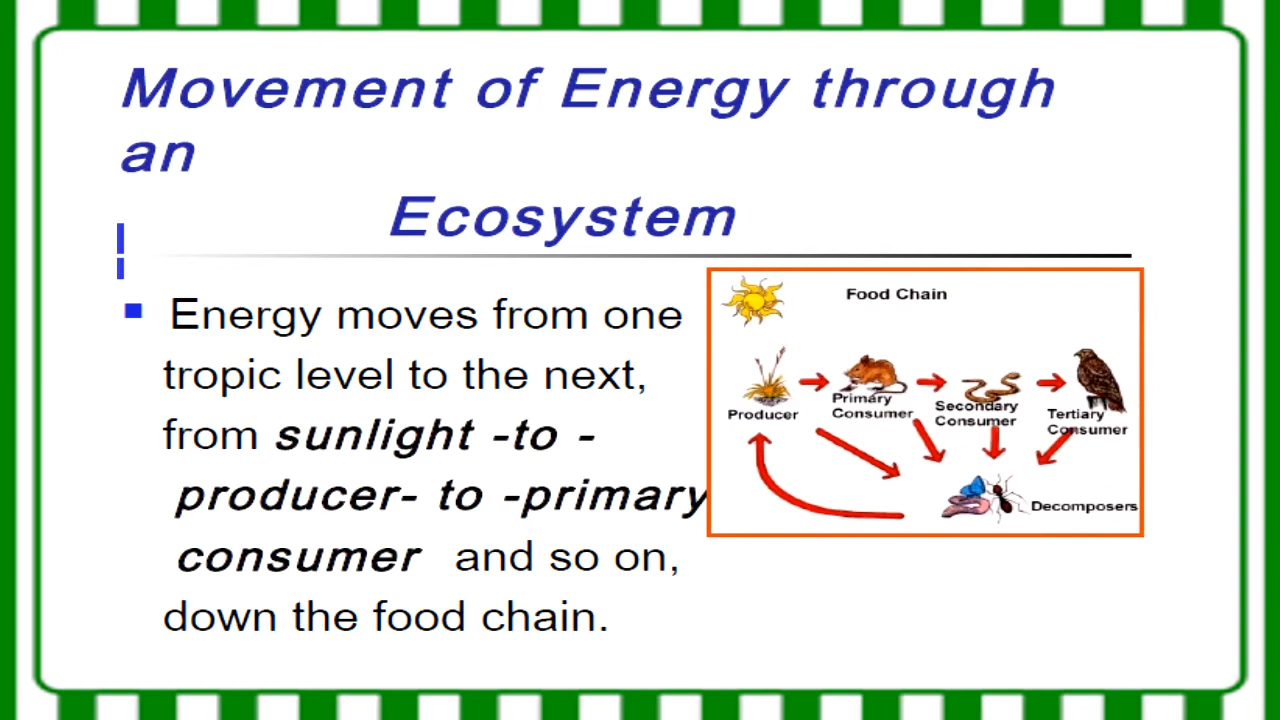 Movement of Energy through
an
Ecosystem
Energy moves from one
tropic level to the next,
from sunlight -to -
producer- to -primary
consumer and so on,
down the food chain.
Food Chain
Producer
Primary
Consumer
Secondary
Consumer
Tertiary
Consumer
Decomposers